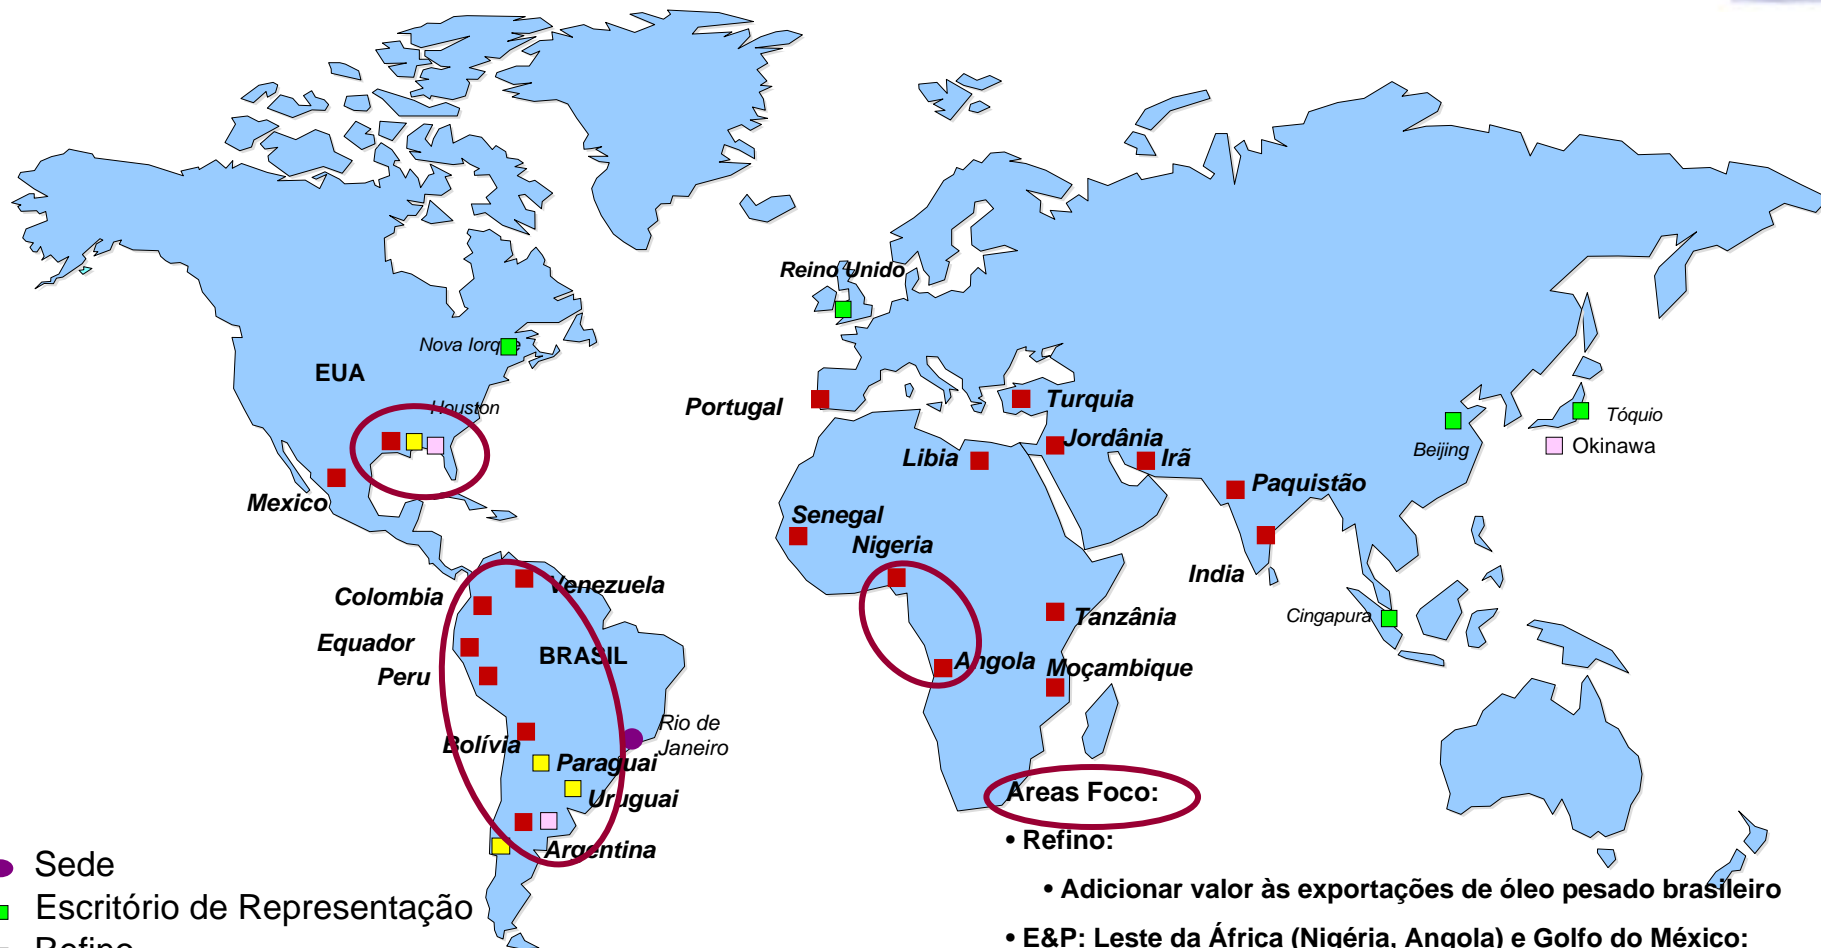 Reino Unido
Nova Iorque
EUA
Houston
Portugal
Turquia
Tóquio
Jordânia
Beijing
Okinawa
Libia
Irã
Mexico
Paquistão
Senegal
Nigeria
India
Venezuela
Colombia
Cingapura
Tanzânia
Equador
BRASIL
Angola
Moçambique
Peru
Rio de
Janeiro
Bolívia
Paraguai
Uruguai
Areas Foco:
• Refino:
Argentina
Sede
• Adicionar valor às exportações de óleo pesado brasileiro
Escritório de Representação
• E&P: Leste da África (Nigéria, Angola) e Golfo do México:
Refino